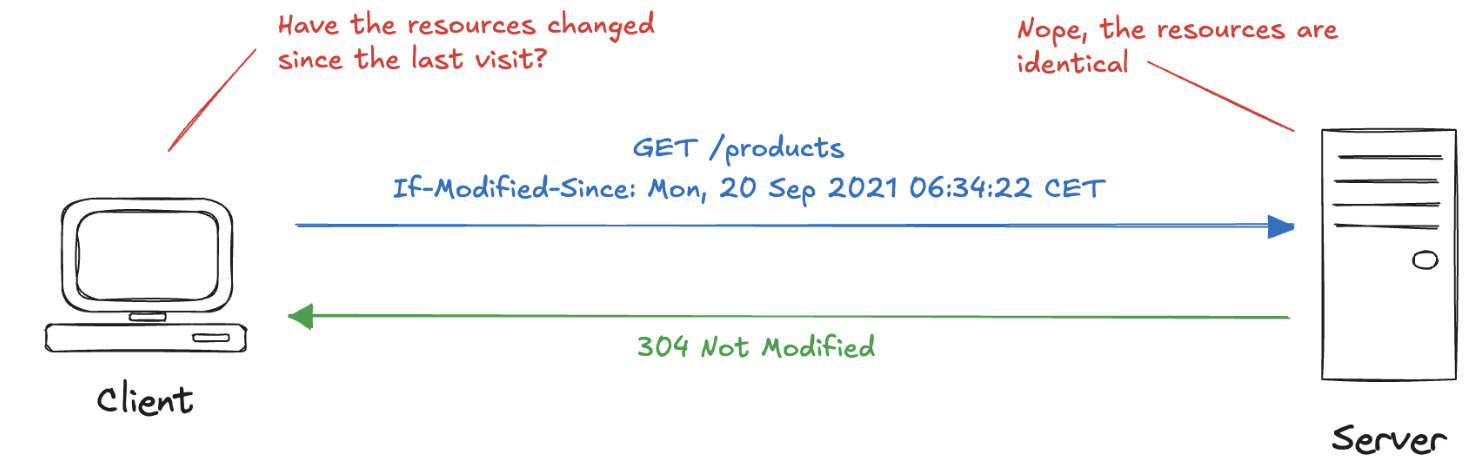 Have the resources changed
since the last visit?
Nope, the resources are
identical
GET /products
If-Modified-Since: Mon, 20 Sep 2021 06:34:22 CET
304 Not Modified
Client
Server